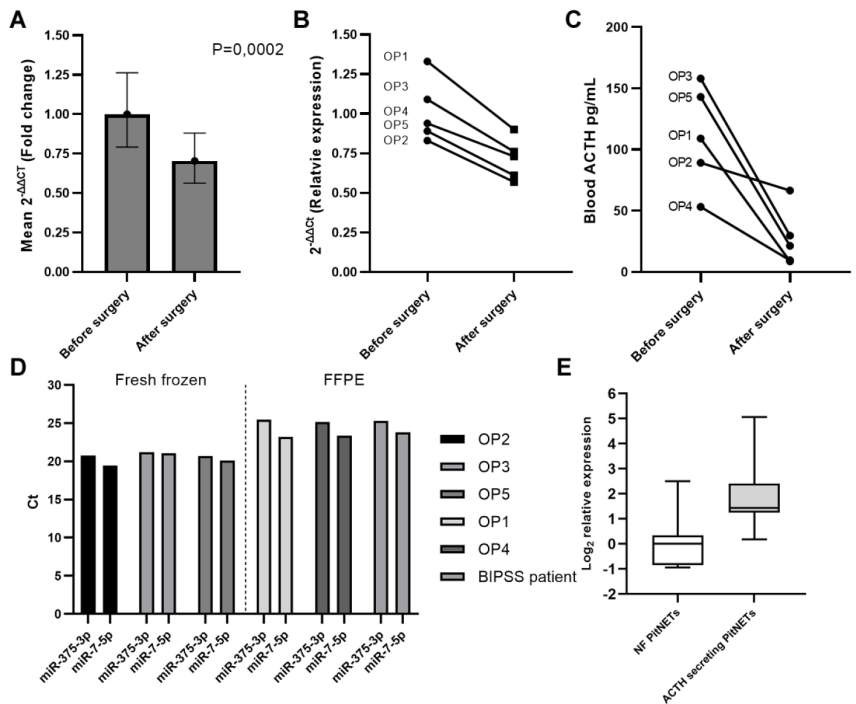 A
P=0,0002
Mean 2^-ΔΔCT (Fold change)
1.50
1.25
1.00
0.75
0.50
0.25
0.00
Before surgery
After surgery
B
2^-ΔΔCt (Relatvie expression)
1.50
1.25
1.00
0.75
0.50
0.25
0.00
OP1
OP3
OP4
OP5
OP2
Before surgery
After surgery
C
Blood ACTH pg/mL
200
150
100
50
0
OP3
OP5
OP1
OP2
OP4
Before surgery
After surgery
D
Fresh frozen
FFPE
Ct
30
25
20
15
10
5
0
miR-375-3p
miR-7-5p
miR-375-3p
miR-7-5p
miR-375-3p
miR-7-5p
miR-375-3p
miR-7-5p
miR-375-3p
miR-7-5p
miR-375-3p
miR-7-5p
OP2
OP3
OP5
OP1
OP4
BIPSS patient
E
Log₂ relative expression
6
5
4
3
2
1
0
-1
-2
NF PitNETs
ACTH secreting PitNETs